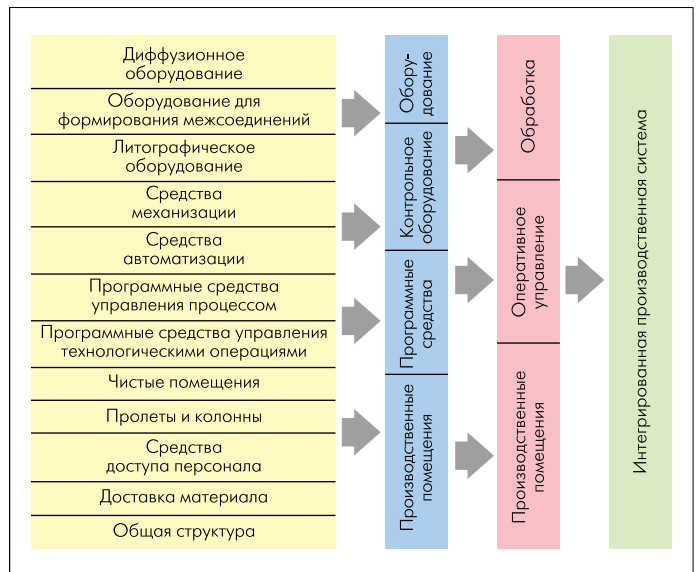 Диффузионное
оборудование
Оборудование для
формирования межсоединений
Литографическое
оборудование
Средства
механизации
Средства
автоматизации
Программные средства
управления процессом
Программные средства управления
технологическими операциями
Чистые помещения
Пролеты и колонны
Средства
доступа персонала
Доставка материала
Общая структура
Обору-
дование
Контрольное
оборудование
Программные
средства
Производственные
помещения
Обработка
Оперативное
управление
Производственные
помещения
Интегрированная производственная система